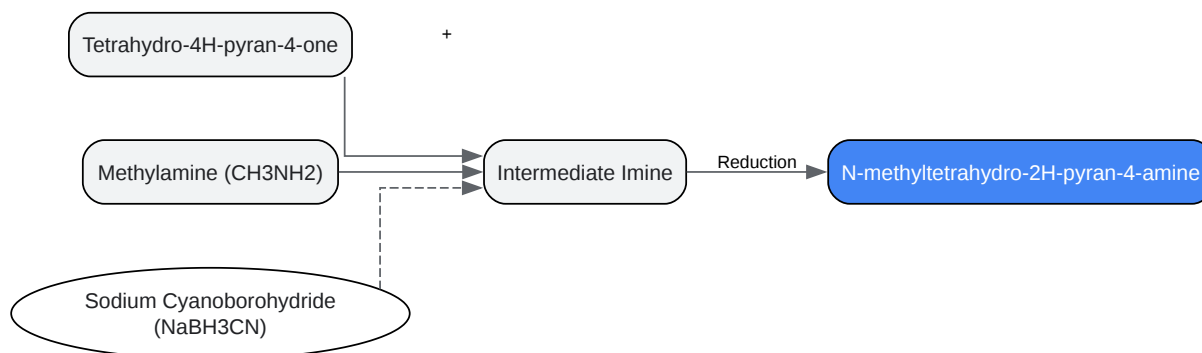 Tetrahydro-4H-pyran-4-one
+
Methylamine (CH3NH2)
Intermediate Imine
Reduction
N-methyltetrahydro-2H-pyran-4-amine
Sodium Cyanoborohydride
(NaBH3CN)